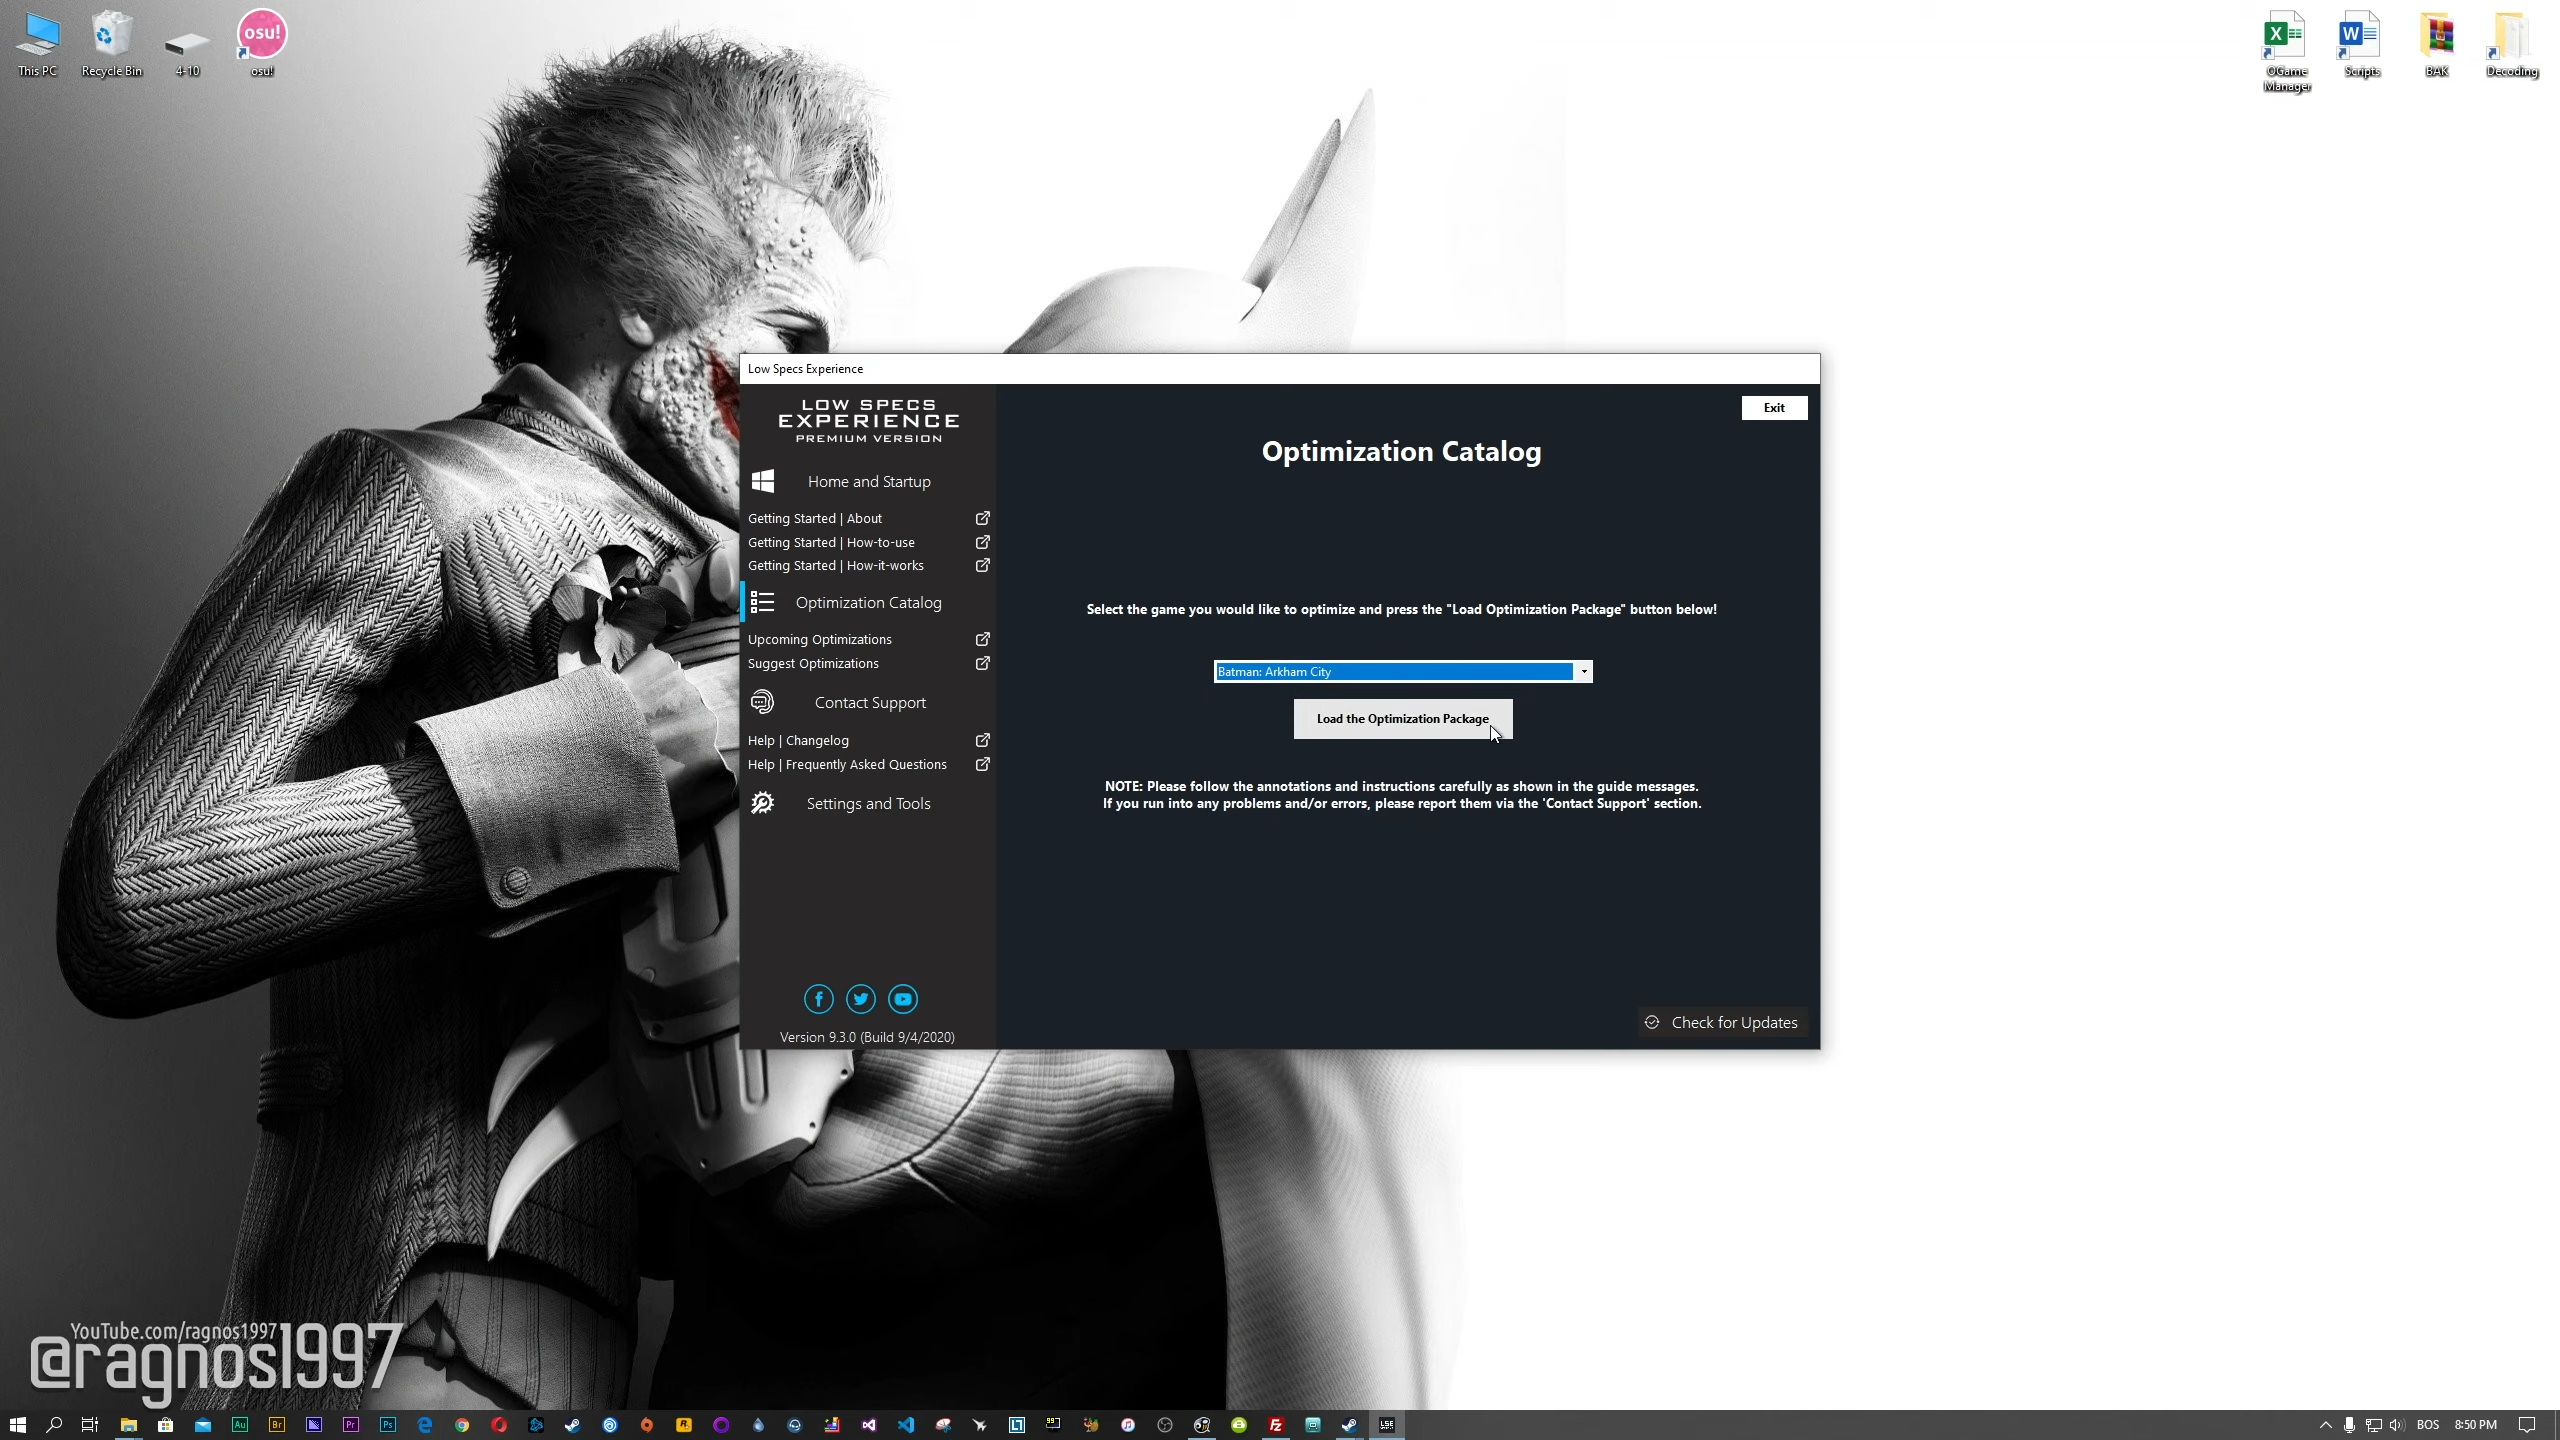 This PC
Recycle Bin
4-10
osu!
osu!
OGame
Manager
Scripts
BAK
Decoding
Low Specs Experience
LOW SPECS
EXPERIENCE
PREMIUM VERSION
Home and Startup
Getting Started | About
Getting Started | How-to-use
Getting Started | How-it-works
Optimization Catalog
Upcoming Optimizations
Suggest Optimizations
Contact Support
Help | Changelog
Help | Frequently Asked Questions
Settings and Tools
Version 9.3.0 (Build 9/4/2020)
Exit
Optimization Catalog
Select the game you would like to optimize and press the "Load Optimization Package" button below!
Batman: Arkham City
Load the Optimization Package
NOTE: Please follow the annotations and instructions carefully as shown in the guide messages.
If you run into any problems and/or errors, please report them via the 'Contact Support' section.
Check for Updates
YouTube.com/ragnos1997
@ragnos1997
Au
Br
Pr
Ps
BOS
8:50 PM